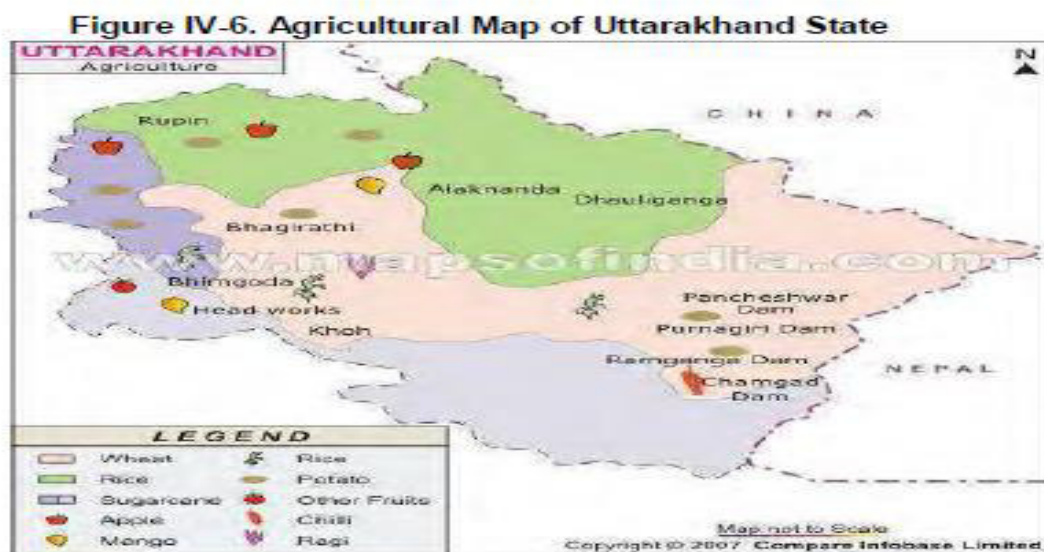 Figure IV-6. Agricultural Map of Uttarakhand State
UTTARAKHAND
Agriculture
N
CHINA
Rupin
Alaknanda
Dhauliganga
Bhagirathi
www.mapsofindia.com
Bhimgoda
Head works
Khoh
Pancheshwar
Dam
Purnagiri Dam
Ramganga Dam
Chamgad
Dam
NEPAL
LEGEND
Wheat
Rice
Rice
Potato
Sugarcane
Other Fruits
Apple
Chilli
Mango
Ragi
Map not to Scale
Copyright © 2007 Compare Infobase Limited